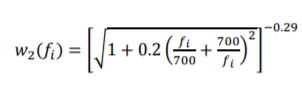 w₂(fᵢ) = [√(1 + 0.2 (fᵢ/700 + 700/fᵢ)²)]^−0.29